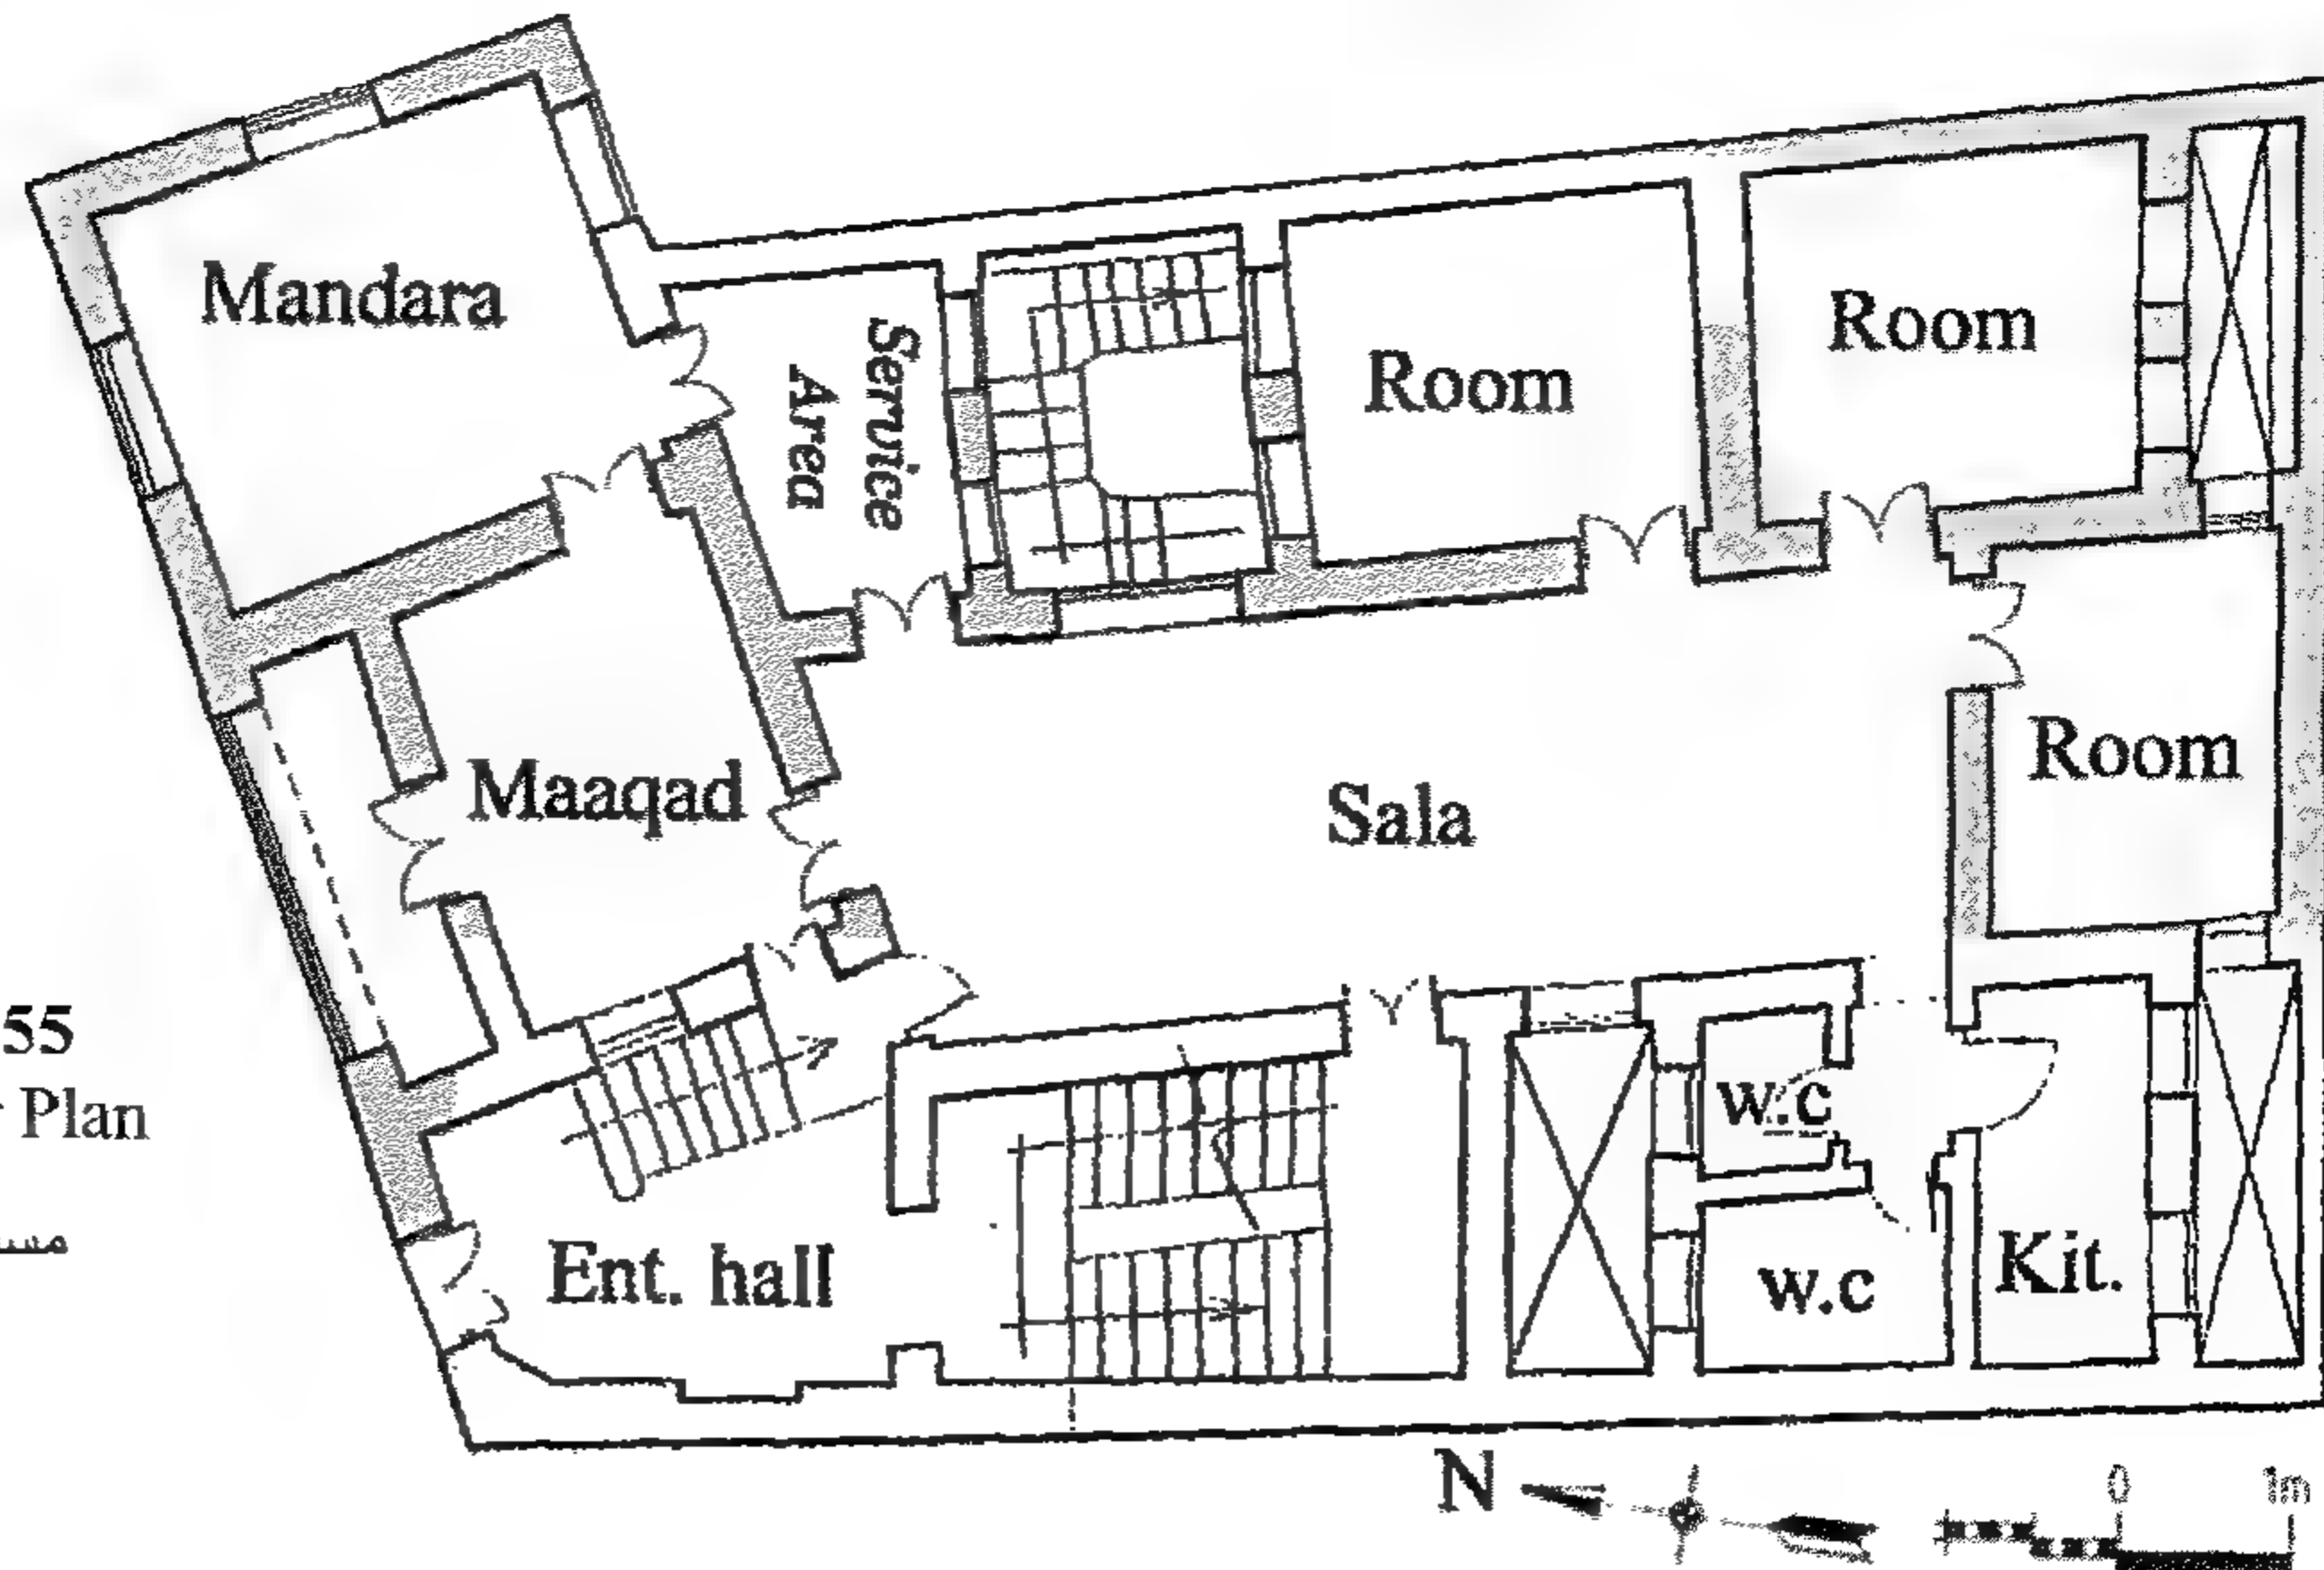 Mandara
Service
Area
Room
Room
Maaqad
Sala
Room
55
Plan
w.c
Ent. hall
w.c
Kit.
N
0
1m